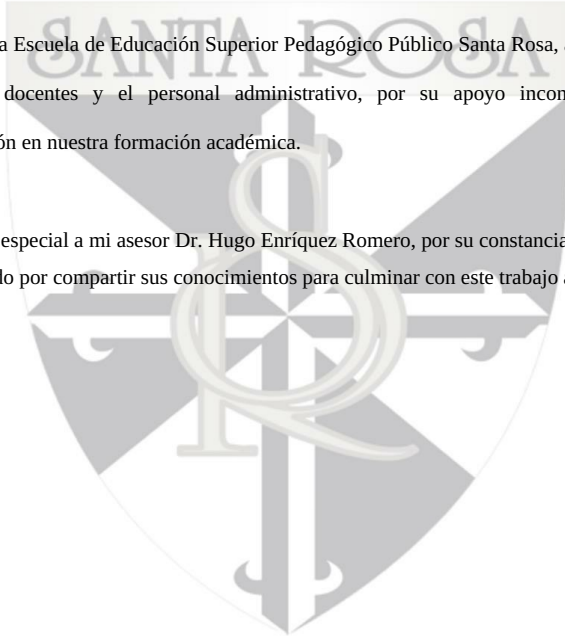 SANTA ROSA
a Escuela de Educación Superior Pedagógico Público Santa Rosa,
docentes y el personal administrativo, por su apoyo incon
ón en nuestra formación académica.
especial a mi asesor Dr. Hugo Enríquez Romero, por su constancia
do por compartir sus conocimientos para culminar con este trabajo a
SR